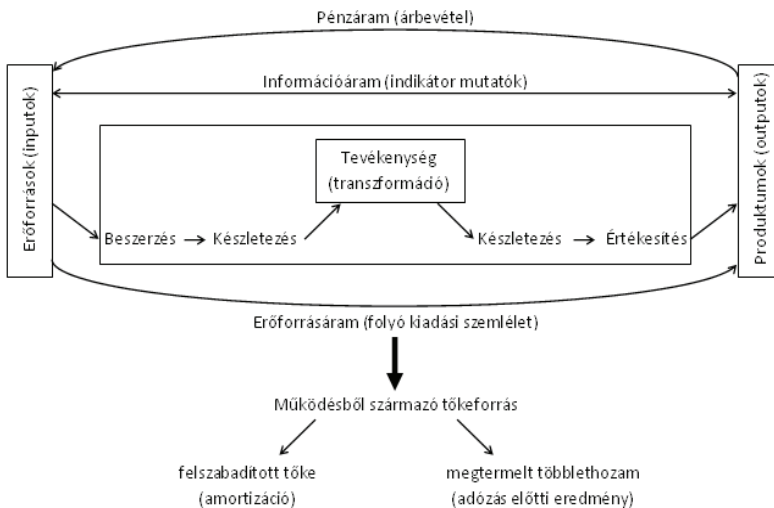 Pénzáram (árbevétel)
Információáram (indikátor mutatók)
Erőforrások (inputok)
Tevékenység
(transzformáció)
Beszerzés
Készletezés
Készletezés
Értékesítés
Produktumok (outputok)
Erőforrásáram (folyó kiadási szemlélet)
Működésből származó tőkeforrás
felszabadított tőke
(amortizáció)
megtermelt többlethozam
(adózás előtti eredmény)